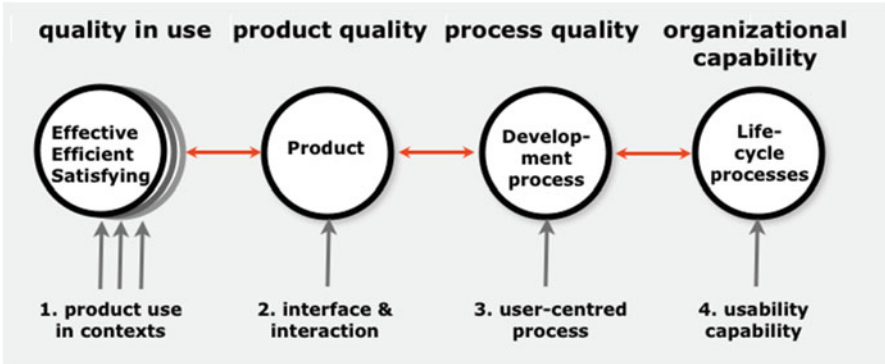 quality in use
product quality
process quality
organizational
capability
Effective
Efficient
Satisfying
Product
Develop-
ment
process
Life-
cycle
processes
1. product use
in contexts
2. interface &
interaction
3. user-centred
process
4. usability
capability